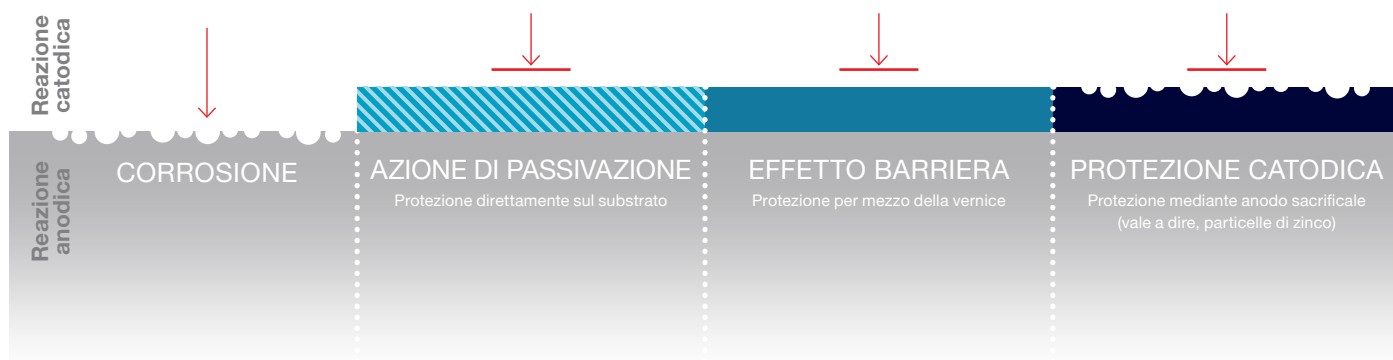 Reazione
catodica
Reazione
anodica
CORROSIONE
AZIONE DI PASSIVAZIONE
Protezione direttamente sul substrato
EFFETTO BARRIERA
Protezione per mezzo della vernice
PROTEZIONE CATODICA
Protezione mediante anodo sacrificale
(vale a dire, particelle di zinco)